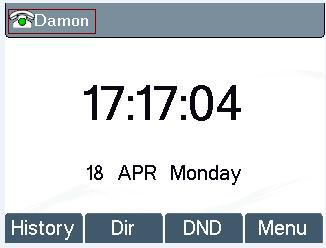 Damon
17:17:04
18 APR Monday
History Dir DND Menu